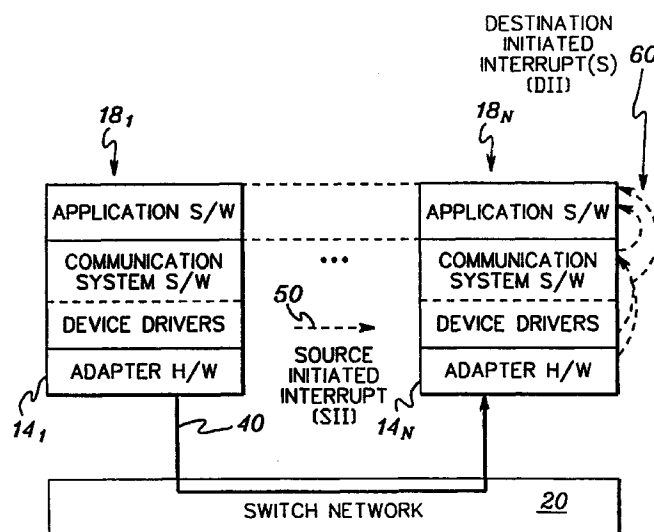 DESTINATION
INITIATED
INTERRUPT(S)
(DII)
60
18₁
18N
APPLICATION S/W
APPLICATION S/W
COMMUNICATION
SYSTEM S/W
...
COMMUNICATION
SYSTEM S/W
50
DEVICE DRIVERS
DEVICE DRIVERS
SOURCE
INITIATED
INTERRUPT
(SII)
ADAPTER H/W
ADAPTER H/W
14₁
40
14N
SWITCH NETWORK
20